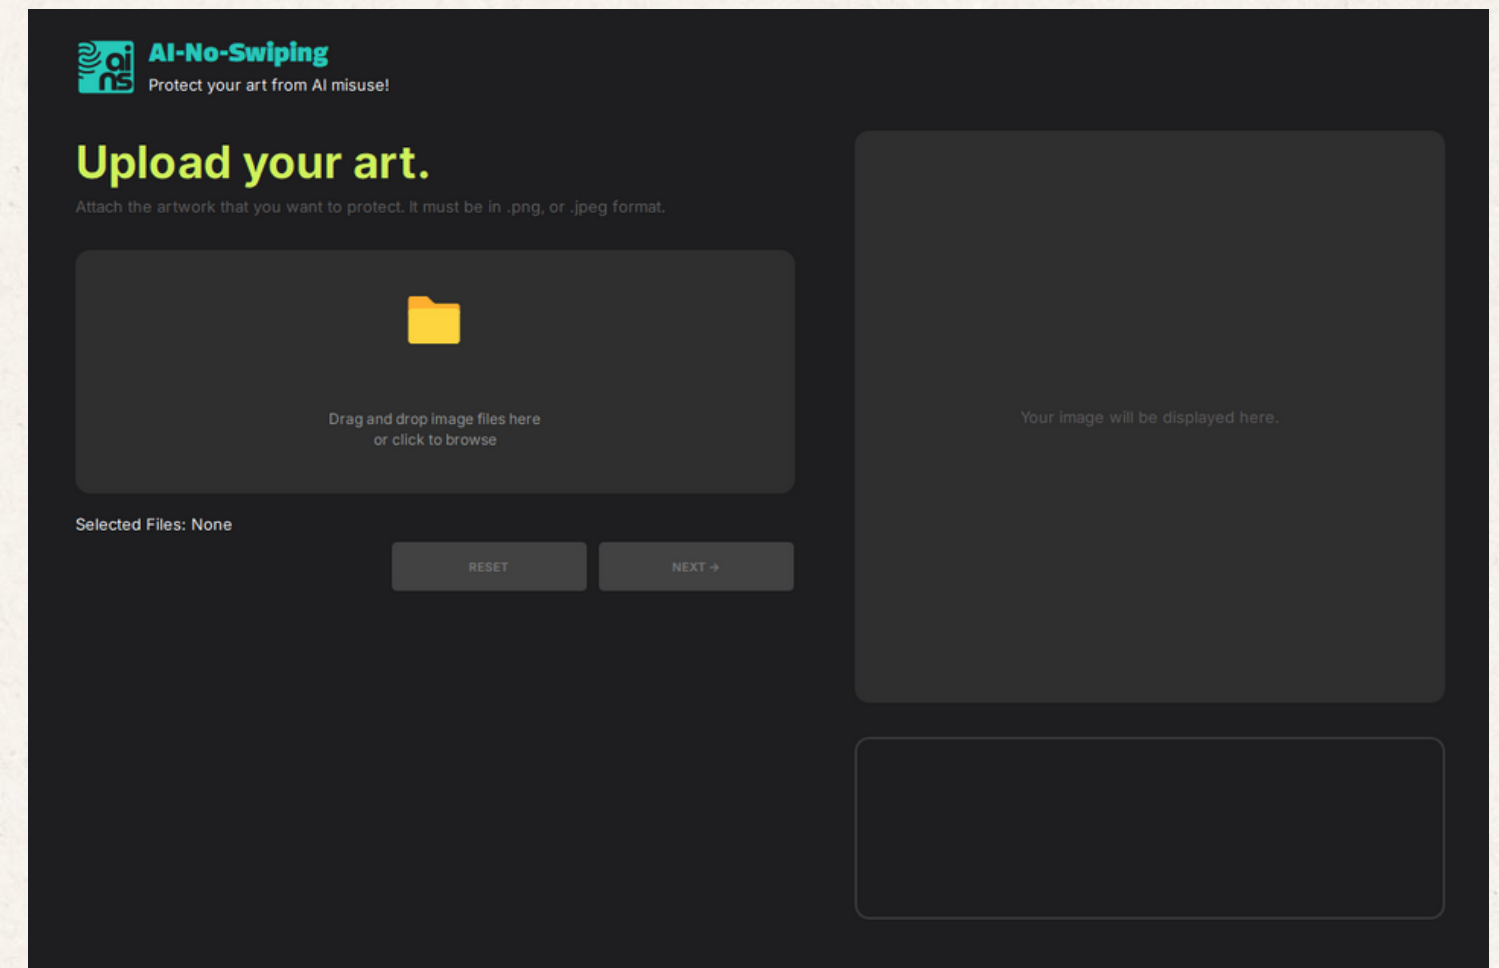 ai
ns
AI-No-Swiping
Protect your art from AI misuse!
Upload your art.
Attach the artwork that you want to protect. It must be in .png, or .jpeg format.
Drag and drop image files here
or click to browse
Selected Files: None
RESET
NEXT →
Your image will be displayed here.